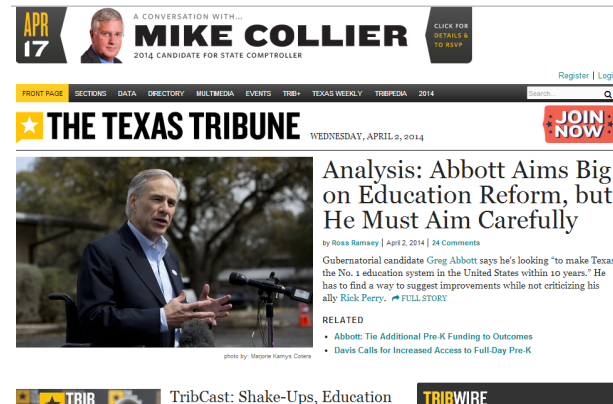 APR
17
A CONVERSATION WITH...
MIKE COLLIER
2014 CANDIDATE FOR STATE COMPTROLLER
CLICK FOR
DETAILS &
TO RSVP
Register | Logi
FRONT PAGE SECTIONS DATA DIRECTORY MULTIMEDIA EVENTS TRIB+ TEXAS WEEKLY TRIBPEDIA 2014
Search...
THE TEXAS TRIBUNE WEDNESDAY, APRIL 2, 2014
JOIN
NOW
Analysis: Abbott Aims Big
on Education Reform, but
He Must Aim Carefully
by Ross Ramsey | April 2, 2014 | 24 Comments
Gubernatorial candidate Greg Abbott says he's looking "to make Texas
the No. 1 education system in the United States within 10 years." He
has to find a way to suggest improvements while not criticizing his
ally Rick Perry. FULL STORY
RELATED
• Abbott: Tie Additional Pre-K Funding to Outcomes
• Davis Calls for Increased Access to Full-Day Pre-K
photo by: Marjorie Kamys Cotera
TRIB
TribCast: Shake-Ups, Education
TRIBWIRE